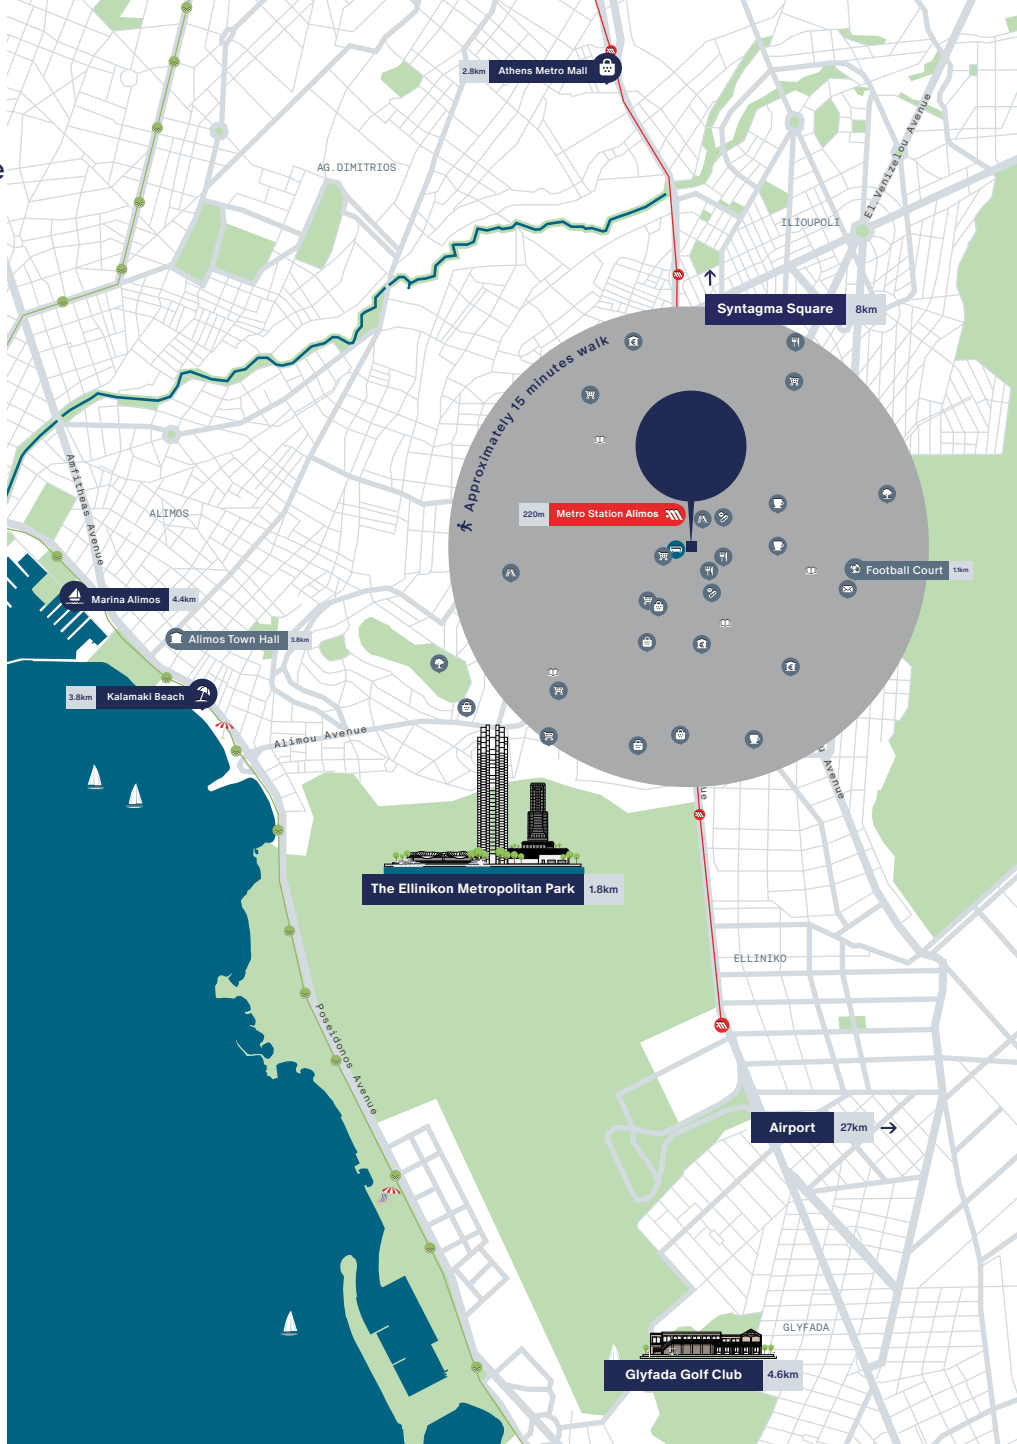 2.8km Athens Metro Mall
e
AG.DIMITRIOS
El.Venizelou Avenue
ILIOUPOLI
Syntagma Square 8km
Approximately 15 minutes walk
Amfitheas Avenue
ALIMOS
220m Metro Station Alimos
Football Court 1.1km
Marina Alimos 4.4km
Alimos Town Hall 3.8km
3.8km Kalamaki Beach
Alimou Avenue
u Avenue
ue
The Ellinikon Metropolitan Park 1.8km
ELLINIKO
Poseidonos Avenue
Airport 27km
GLYFADA
Glyfada Golf Club 4.6km